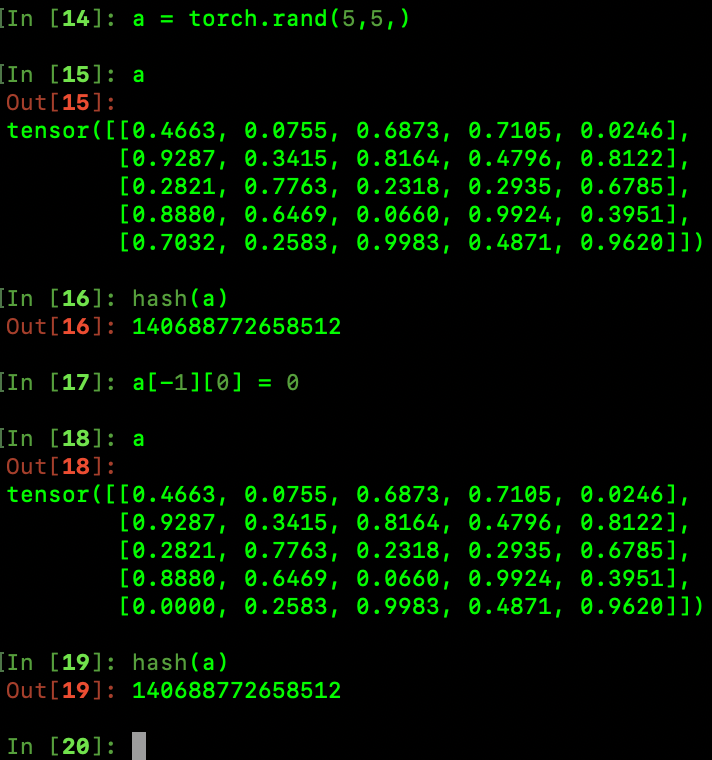 [In [14]: a = torch.rand(5,5,)
[In [15]: a
Out[15]:
tensor([[0.4663, 0.0755, 0.6873, 0.7105, 0.0246],
[0.9287, 0.3415, 0.8164, 0.4796, 0.8122],
[0.2821, 0.7763, 0.2318, 0.2935, 0.6785],
[0.8880, 0.6469, 0.0660, 0.9924, 0.3951],
[0.7032, 0.2583, 0.9983, 0.4871, 0.9620]])
[In [16]: hash(a)
Out[16]: 140688772658512
[In [17]: a[-1][0] = 0
[In [18]: a
Out[18]:
tensor([[0.4663, 0.0755, 0.6873, 0.7105, 0.0246],
[0.9287, 0.3415, 0.8164, 0.4796, 0.8122],
[0.2821, 0.7763, 0.2318, 0.2935, 0.6785],
[0.8880, 0.6469, 0.0660, 0.9924, 0.3951],
[0.0000, 0.2583, 0.9983, 0.4871, 0.9620]])
[In [19]: hash(a)
Out[19]: 140688772658512
In [20]: